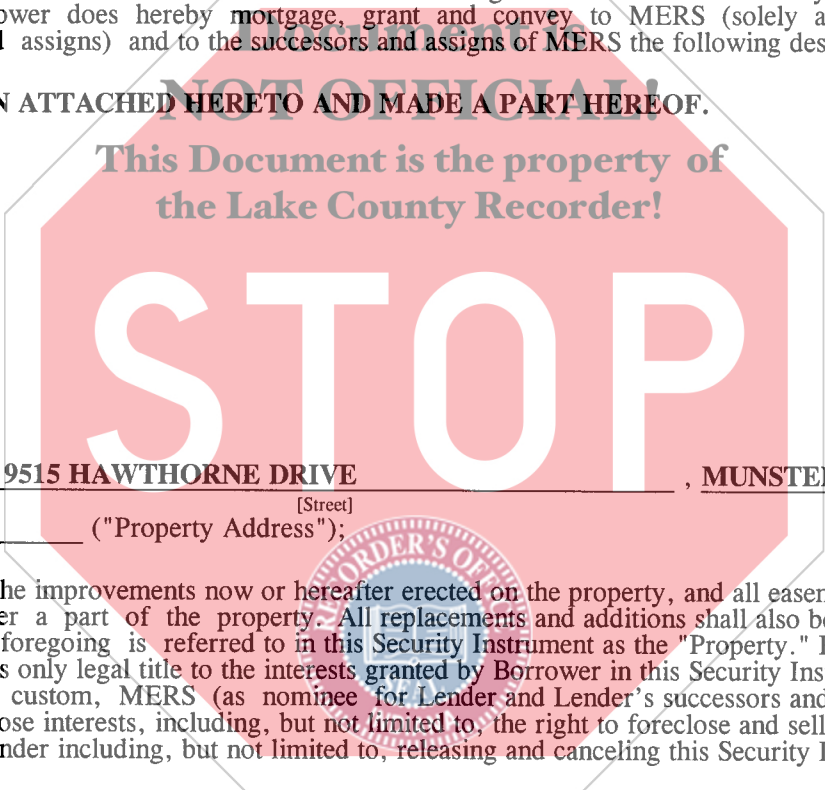 ower does hereby mortgage, grant and convey to MERS (solely a
assigns) and to the successors and assigns of MERS the following des
Document is
NOT OFFICIAL!
N ATTACHED HERETO AND MADE A PART HEREOF.
This Document is the property of
the Lake County Recorder!
STOP
9515 HAWTHORNE DRIVE , MUNSTE
[Street]
("Property Address");
RECORDER'S OFFICE
he improvements now or hereafter erected on the property, and all easem
er a part of the property. All replacements and additions shall also b
foregoing is referred to in this Security Instrument as the "Property."
s only legal title to the interests granted by Borrower in this Security Ins
custom, MERS (as nominee for Lender and Lender's successors and
ose interests, including, but not limited to, the right to foreclose and sell
nder including, but not limited to, releasing and canceling this Security I